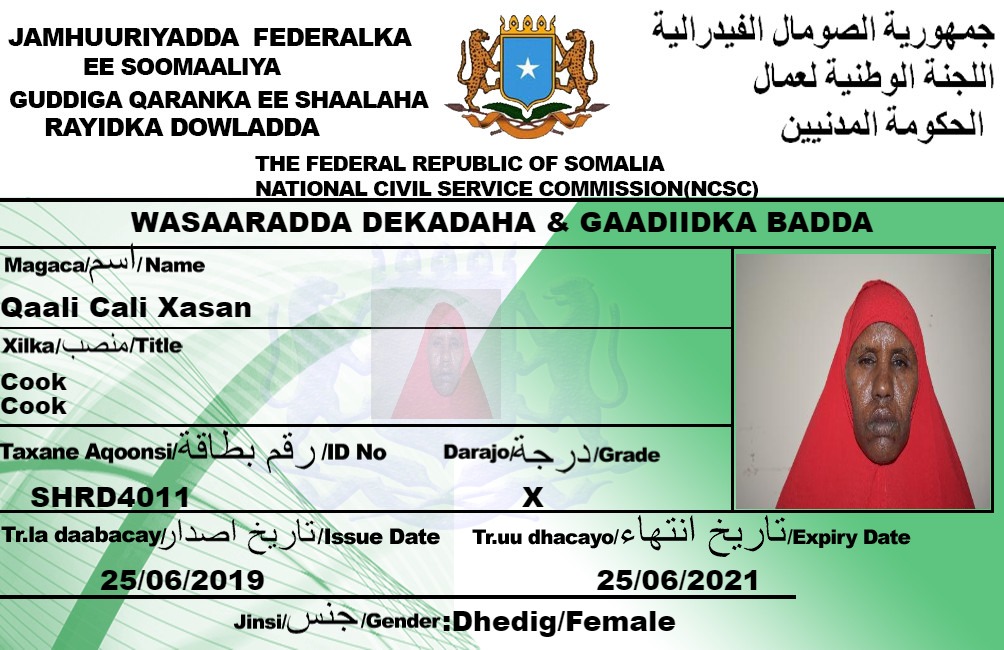 JAMHUURIYADDA FEDERALKA
EE SOOMAALIYA
GUDDIGA QARANKA EE SHAALAHA
RAYIDKA DOWLADDA
جمهورية الصومال الفيدرالية
اللجنة الوطنية لعمال
الحكومة المدنيين
THE FEDERAL REPUBLIC OF SOMALIA
NATIONAL CIVIL SERVICE COMMISSION(NCSC)
WASAARADDA DEKADAHA & GAADIIDKA BADDA
Magaca/اسم/Name
Qaali Cali Xasan
Xilka/منصب/Title
Cook
Cook
Taxane Aqoonsi/رقم بطاقة/ID No
Darajo/درجة/Grade
SHRD4011
X
Tr.la daabacay/تاريخ اصدار/Issue Date
Tr.uu dhacayo/تاريخ انتهاء/Expiry Date
25/06/2019
25/06/2021
Jinsi/جنس/Gender:Dhedig/Female